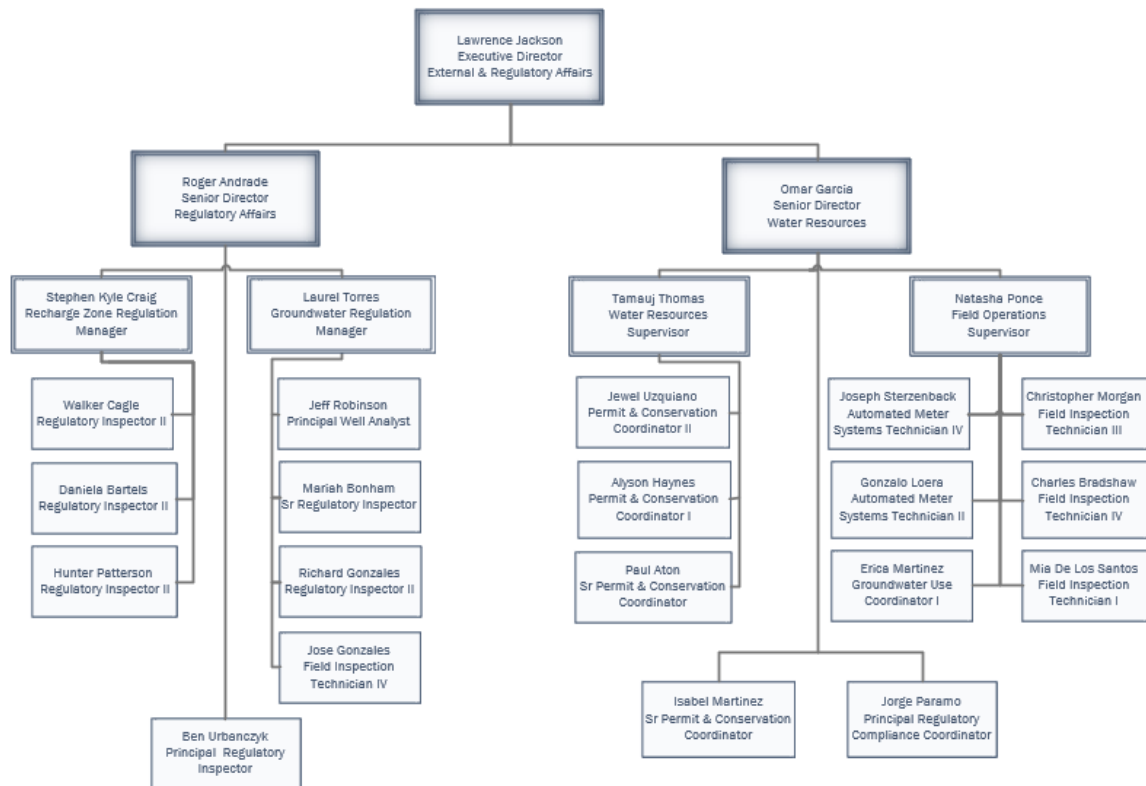 Lawrence Jackson
Executive Director
External & Regulatory Affairs
Roger Andrade
Senior Director
Regulatory Affairs
Omar Garcia
Senior Director
Water Resources
Stephen Kyle Craig
Recharge Zone Regulation
Manager
Laurel Torres
Groundwater Regulation
Manager
Tamauj Thomas
Water Resources
Supervisor
Natasha Ponce
Field Operations
Supervisor
Walker Cagle
Regulatory Inspector II
Daniela Bartels
Regulatory Inspector II
Hunter Patterson
Regulatory Inspector II
Jeff Robinson
Principal Well Analyst
Mariah Bonham
Sr Regulatory Inspector
Richard Gonzales
Regulatory Inspector II
Jose Gonzales
Field Inspection
Technician IV
Ben Urbanczyk
Principal Regulatory
Inspector
Jewel Uzquiano
Permit & Conservation
Coordinator II
Alyson Haynes
Permit & Conservation
Coordinator I
Paul Aton
Sr Permit & Conservation
Coordinator
Joseph Sterzenback
Automated Meter
Systems Technician IV
Gonzalo Loera
Automated Meter
Systems Technician II
Erica Martinez
Groundwater Use
Coordinator I
Christopher Morgan
Field Inspection
Technician III
Charles Bradshaw
Field Inspection
Technician IV
Mia De Los Santos
Field Inspection
Technician I
Isabel Martinez
Sr Permit & Conservation
Coordinator
Jorge Paramo
Principal Regulatory
Compliance Coordinator